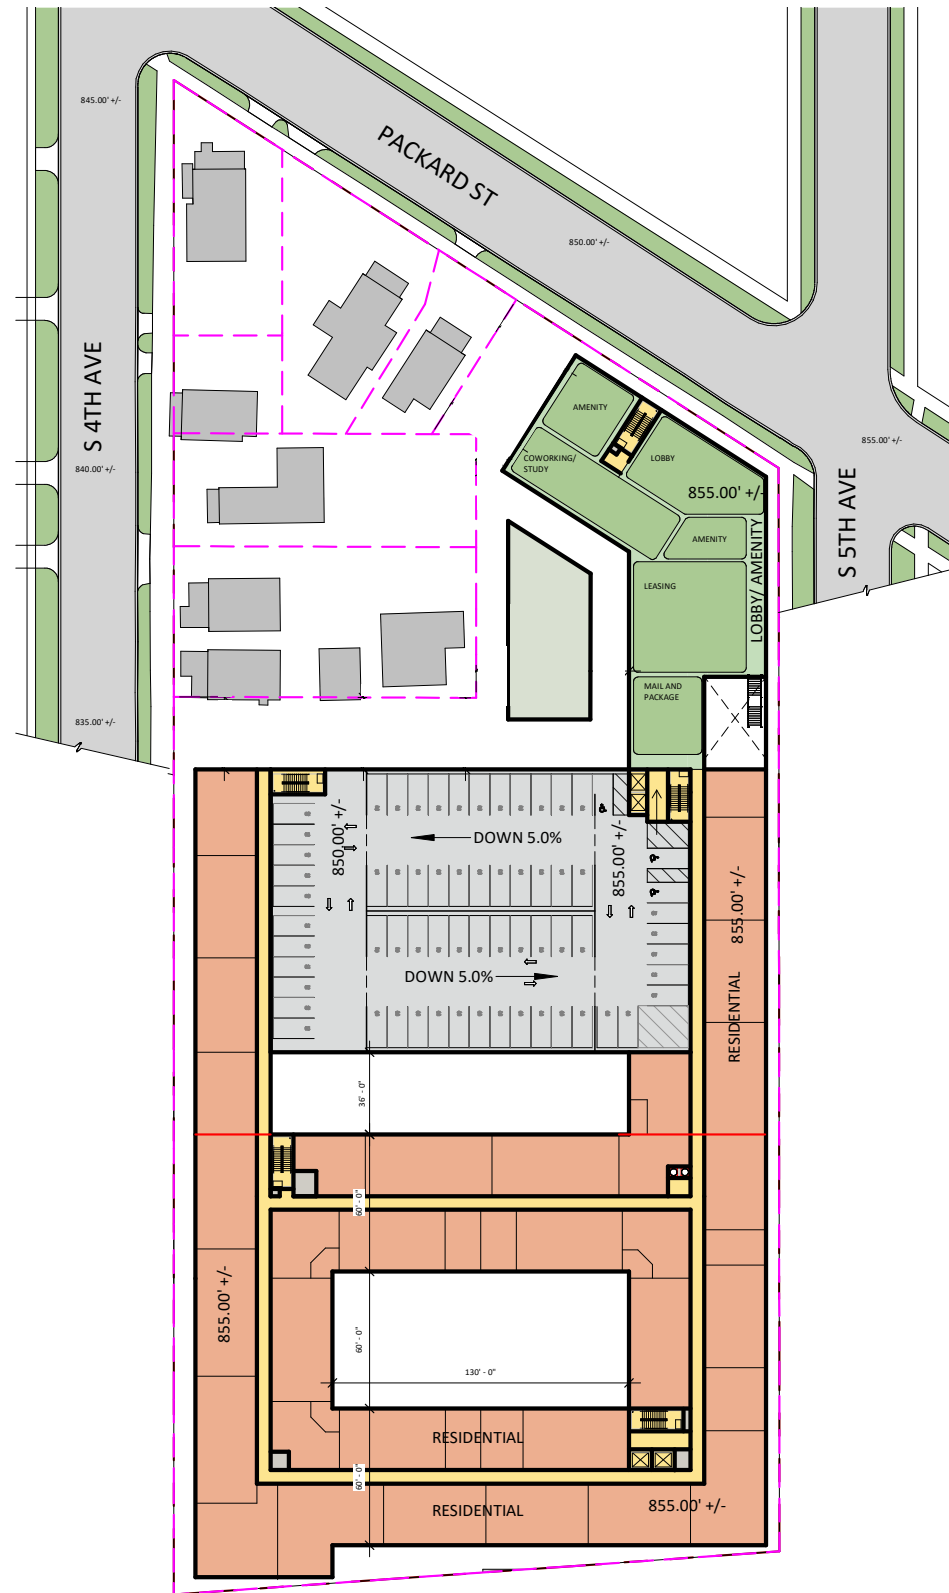 845.00' +/-
PACKARD ST
850.00' +/-
S 4TH AVE
AMENITY
LOBBY
855.00' +/-
840.00' +/-
COWORKING/
STUDY
855.00' +/-
S 5TH AVE
AMENITY
LOBBY/ AMENITY
LEASING
MAIL AND
PACKAGE
835.00' +/-
850.00' +/-
DOWN 5.0%
855.00' +/-
855.00' +/-
DOWN 5.0%
RESIDENTIAL
36' - 0"
60' - 0"
855.00' +/-
60' - 0"
130' - 0"
RESIDENTIAL
60' - 0"
RESIDENTIAL
855.00' +/-